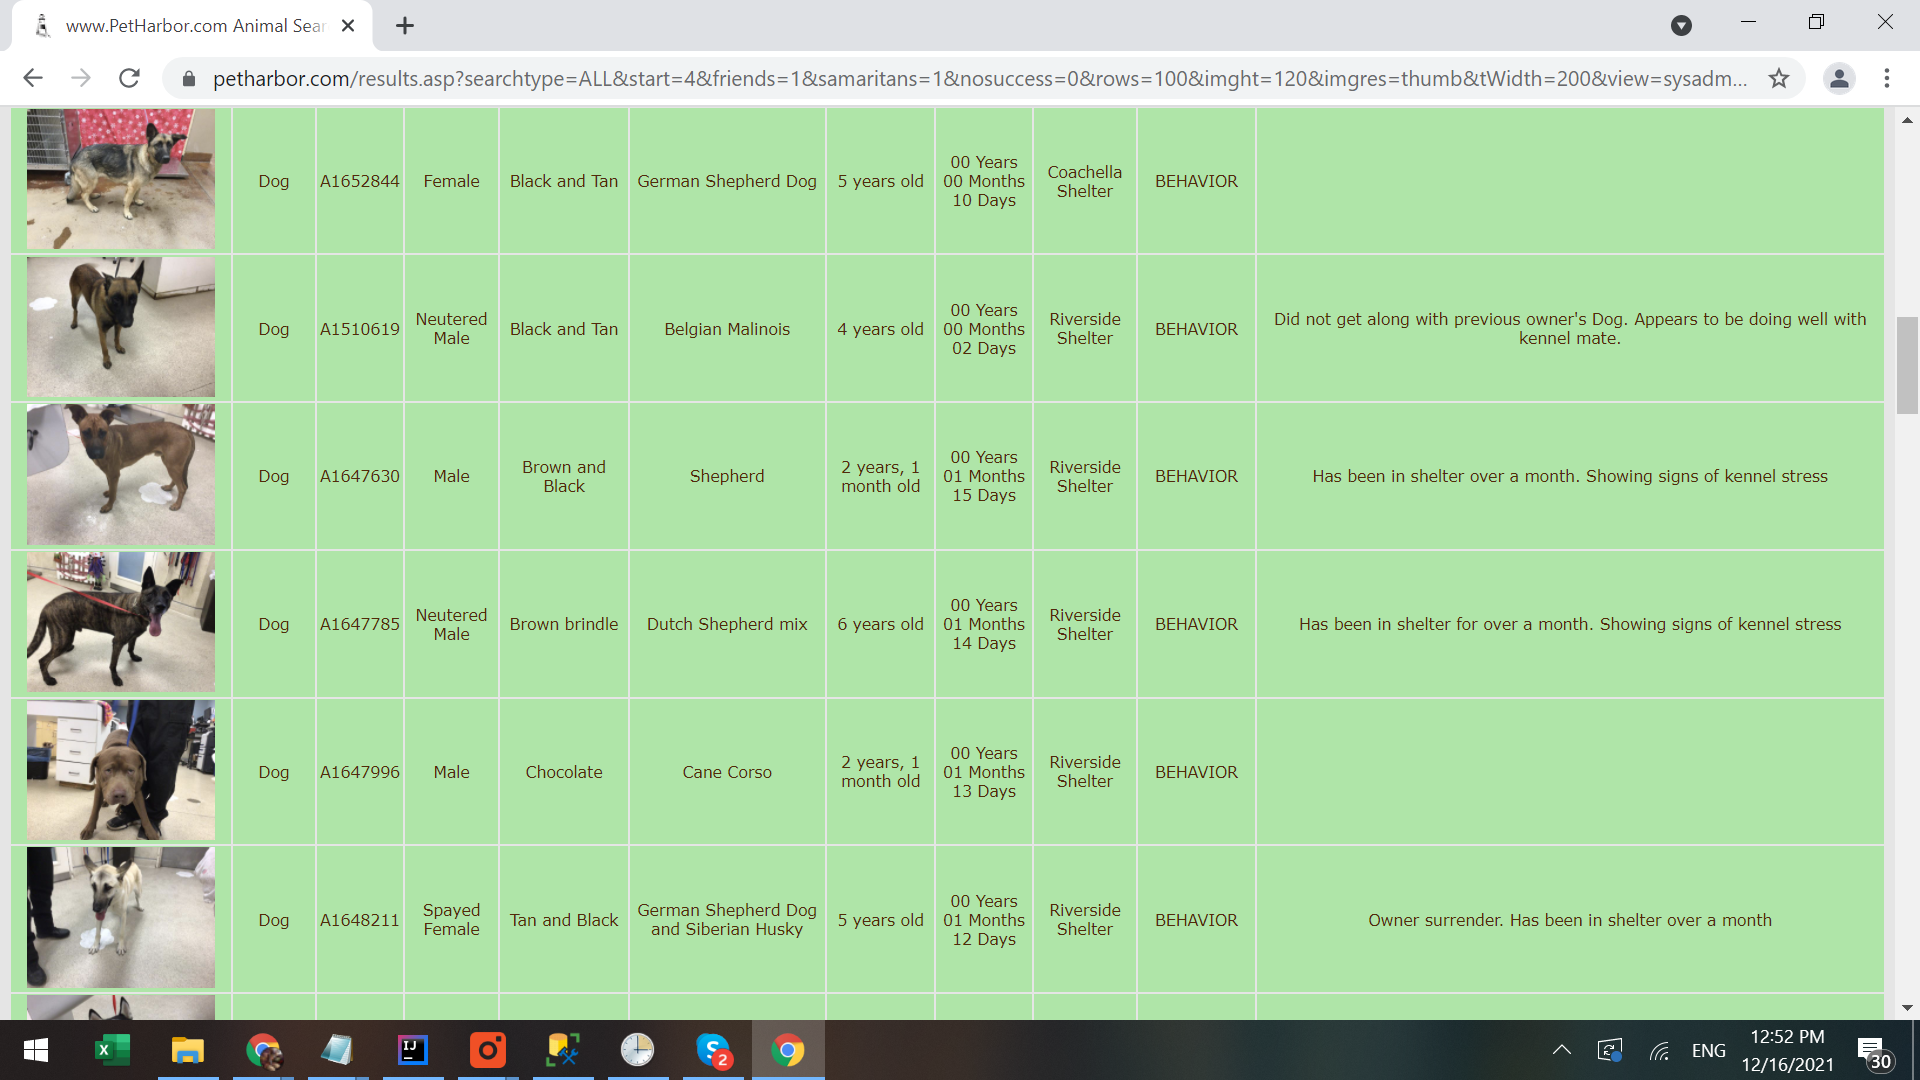 www.PetHarbor.com Animal Sear
petharbor.com/results.asp?searchtype=ALL&start=4&friends=1&samaritans=1&nosuccess=0&rows=100&imght=120&imgres=thumb&tWidth=200&view=sysadm...
Dog
A1652844
Female
Black and Tan
German Shepherd Dog
5 years old
00 Years
00 Months
10 Days
Coachella
Shelter
BEHAVIOR
Dog
A1510619
Neutered
Male
Black and Tan
Belgian Malinois
4 years old
00 Years
00 Months
02 Days
Riverside
Shelter
BEHAVIOR
Did not get along with previous owner's Dog. Appears to be doing well with
kennel mate.
Dog
A1647630
Male
Brown and
Black
Shepherd
2 years, 1
month old
00 Years
01 Months
15 Days
Riverside
Shelter
BEHAVIOR
Has been in shelter over a month. Showing signs of kennel stress
Dog
A1647785
Neutered
Male
Brown brindle
Dutch Shepherd mix
6 years old
00 Years
01 Months
14 Days
Riverside
Shelter
BEHAVIOR
Has been in shelter for over a month. Showing signs of kennel stress
Dog
A1647996
Male
Chocolate
Cane Corso
2 years, 1
month old
00 Years
01 Months
13 Days
Riverside
Shelter
BEHAVIOR
Dog
A1648211
Spayed
Female
Tan and Black
German Shepherd Dog
and Siberian Husky
5 years old
00 Years
01 Months
12 Days
Riverside
Shelter
BEHAVIOR
Owner surrender. Has been in shelter over a month
X
IJ
S
2
ENG
12:52 PM
12/16/2021
30